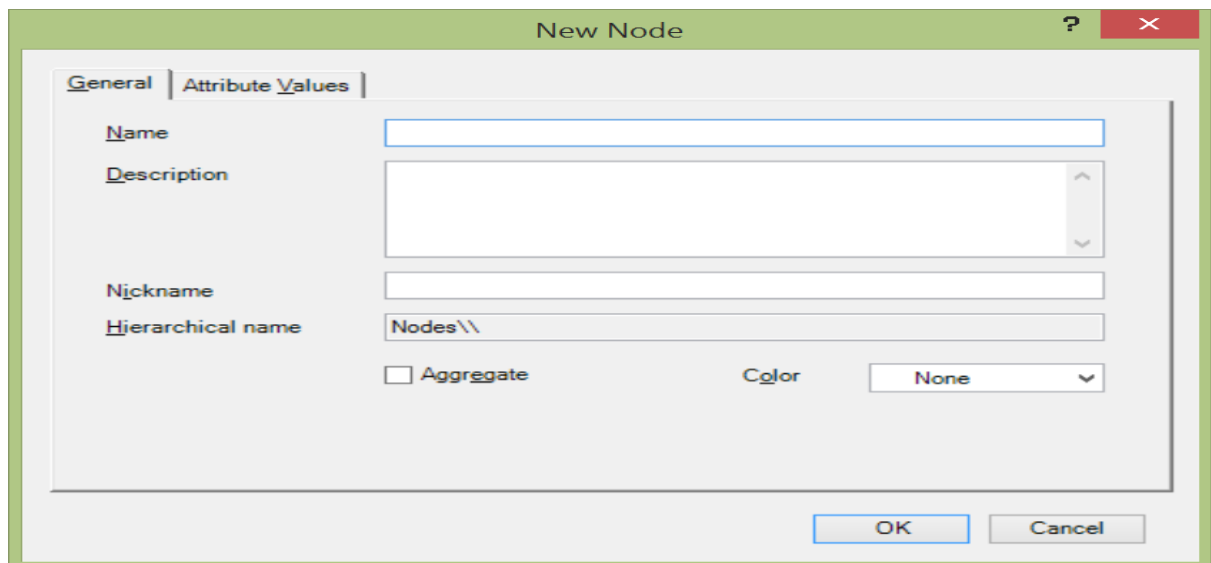 New Node
?
General
Attribute Values
Name
Description
Nickname
Hierarchical name
Nodes\\
Aggregate
Color
None
OK
Cancel